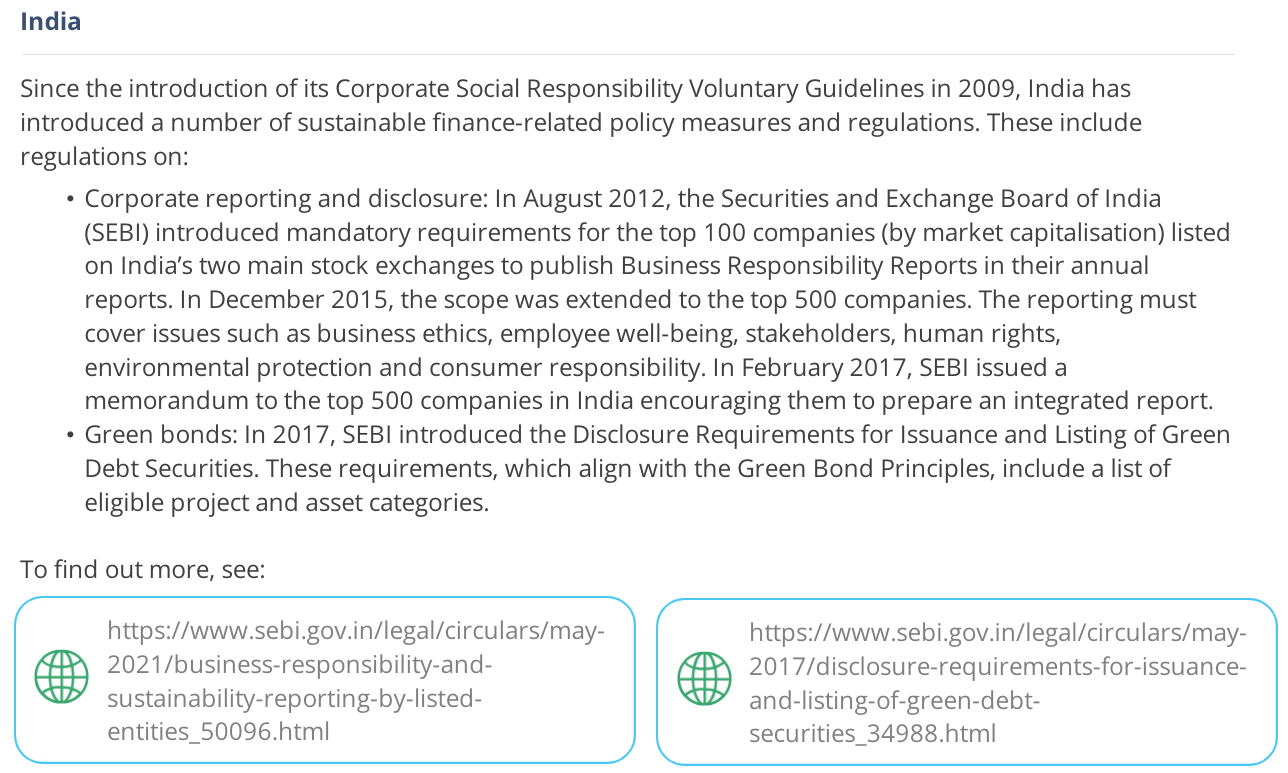 India
Since the introduction of its Corporate Social Responsibility Voluntary Guidelines in 2009, India has
introduced a number of sustainable finance-related policy measures and regulations. These include
regulations on:
• Corporate reporting and disclosure: In August 2012, the Securities and Exchange Board of India
(SEBI) introduced mandatory requirements for the top 100 companies (by market capitalisation) listed
on India’s two main stock exchanges to publish Business Responsibility Reports in their annual
reports. In December 2015, the scope was extended to the top 500 companies. The reporting must
cover issues such as business ethics, employee well-being, stakeholders, human rights,
environmental protection and consumer responsibility. In February 2017, SEBI issued a
memorandum to the top 500 companies in India encouraging them to prepare an integrated report.
• Green bonds: In 2017, SEBI introduced the Disclosure Requirements for Issuance and Listing of Green
Debt Securities. These requirements, which align with the Green Bond Principles, include a list of
eligible project and asset categories.
To find out more, see:
https://www.sebi.gov.in/legal/circulars/may-
2021/business-responsibility-and-
sustainability-reporting-by-listed-
entities_50096.html
https://www.sebi.gov.in/legal/circulars/may-
2017/disclosure-requirements-for-issuance-
and-listing-of-green-debt-
securities_34988.html